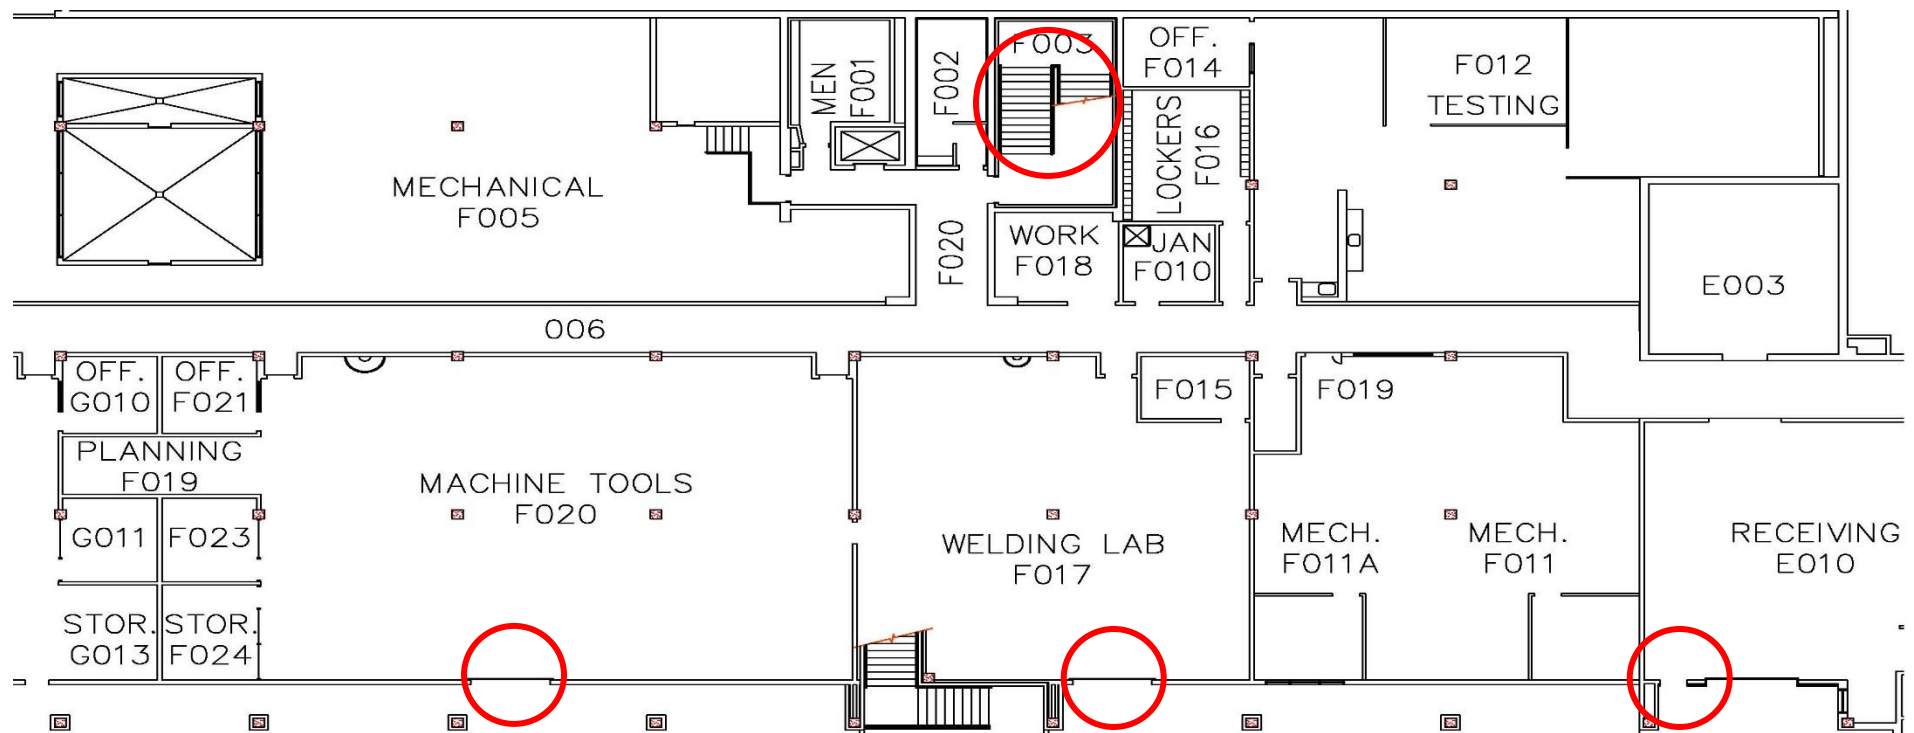 MEN
F001
F002
F003
OFF.
F014
F012
TESTING
LOCKERS
F016
MECHANICAL
F005
F020
WORK
F018
JAN
F010
E003
006
OFF.
G010
OFF.
F021
F015
F019
PLANNING
F019
MACHINE TOOLS
F020
G011
F023
WELDING LAB
F017
MECH.
F011A
MECH.
F011
RECEIVING
E010
STOR.
G013
STOR.
F024